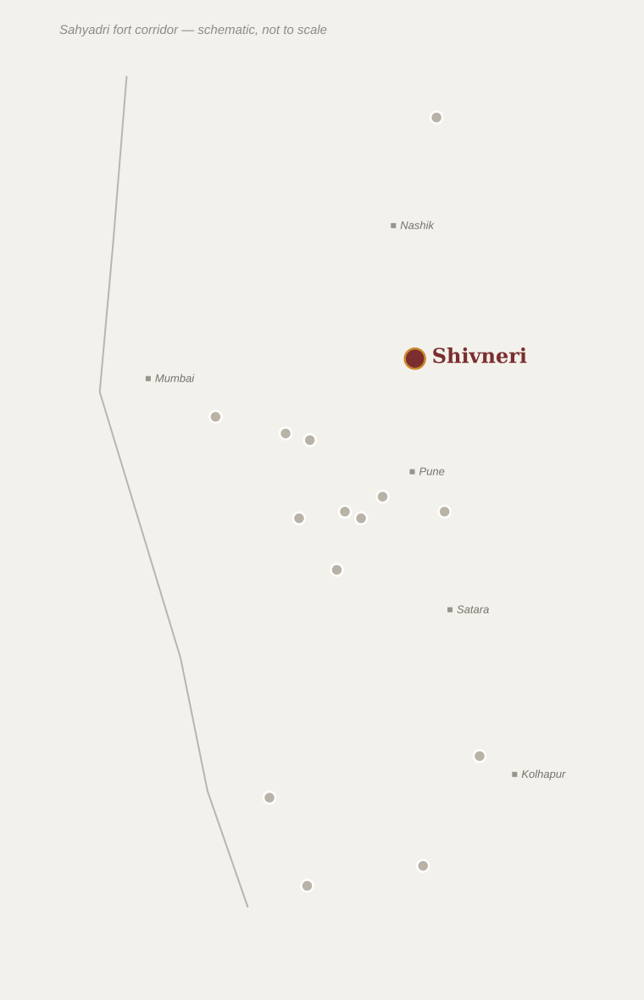 Sahyadri fort corridor — schematic, not to scale
Nashik
Shivneri
Mumbai
Pune
Satara
Kolhapur